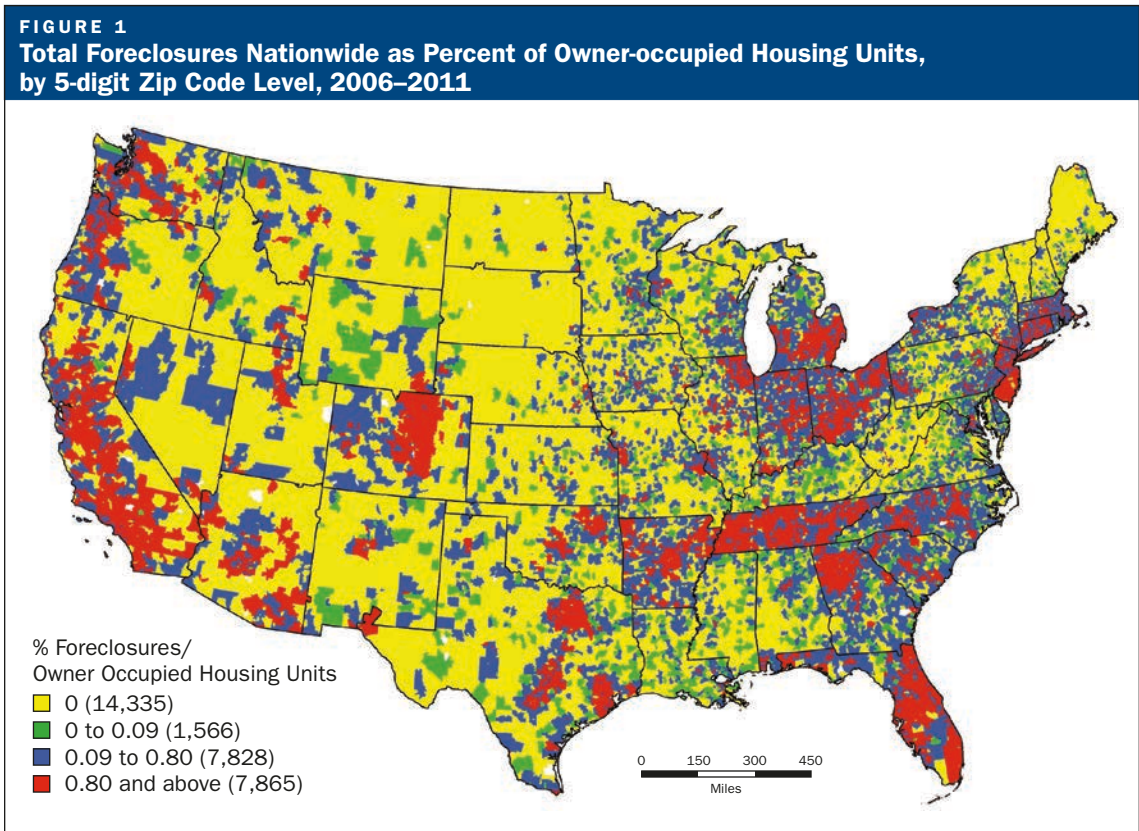 FIGURE 1
Total Foreclosures Nationwide as Percent of Owner-occupied Housing Units,
by 5-digit Zip Code Level, 2006–2011
% Foreclosures/
Owner Occupied Housing Units
0 (14,335)
0 to 0.09 (1,566)
0.09 to 0.80 (7,828)
0.80 and above (7,865)
0 150 300 450
Miles